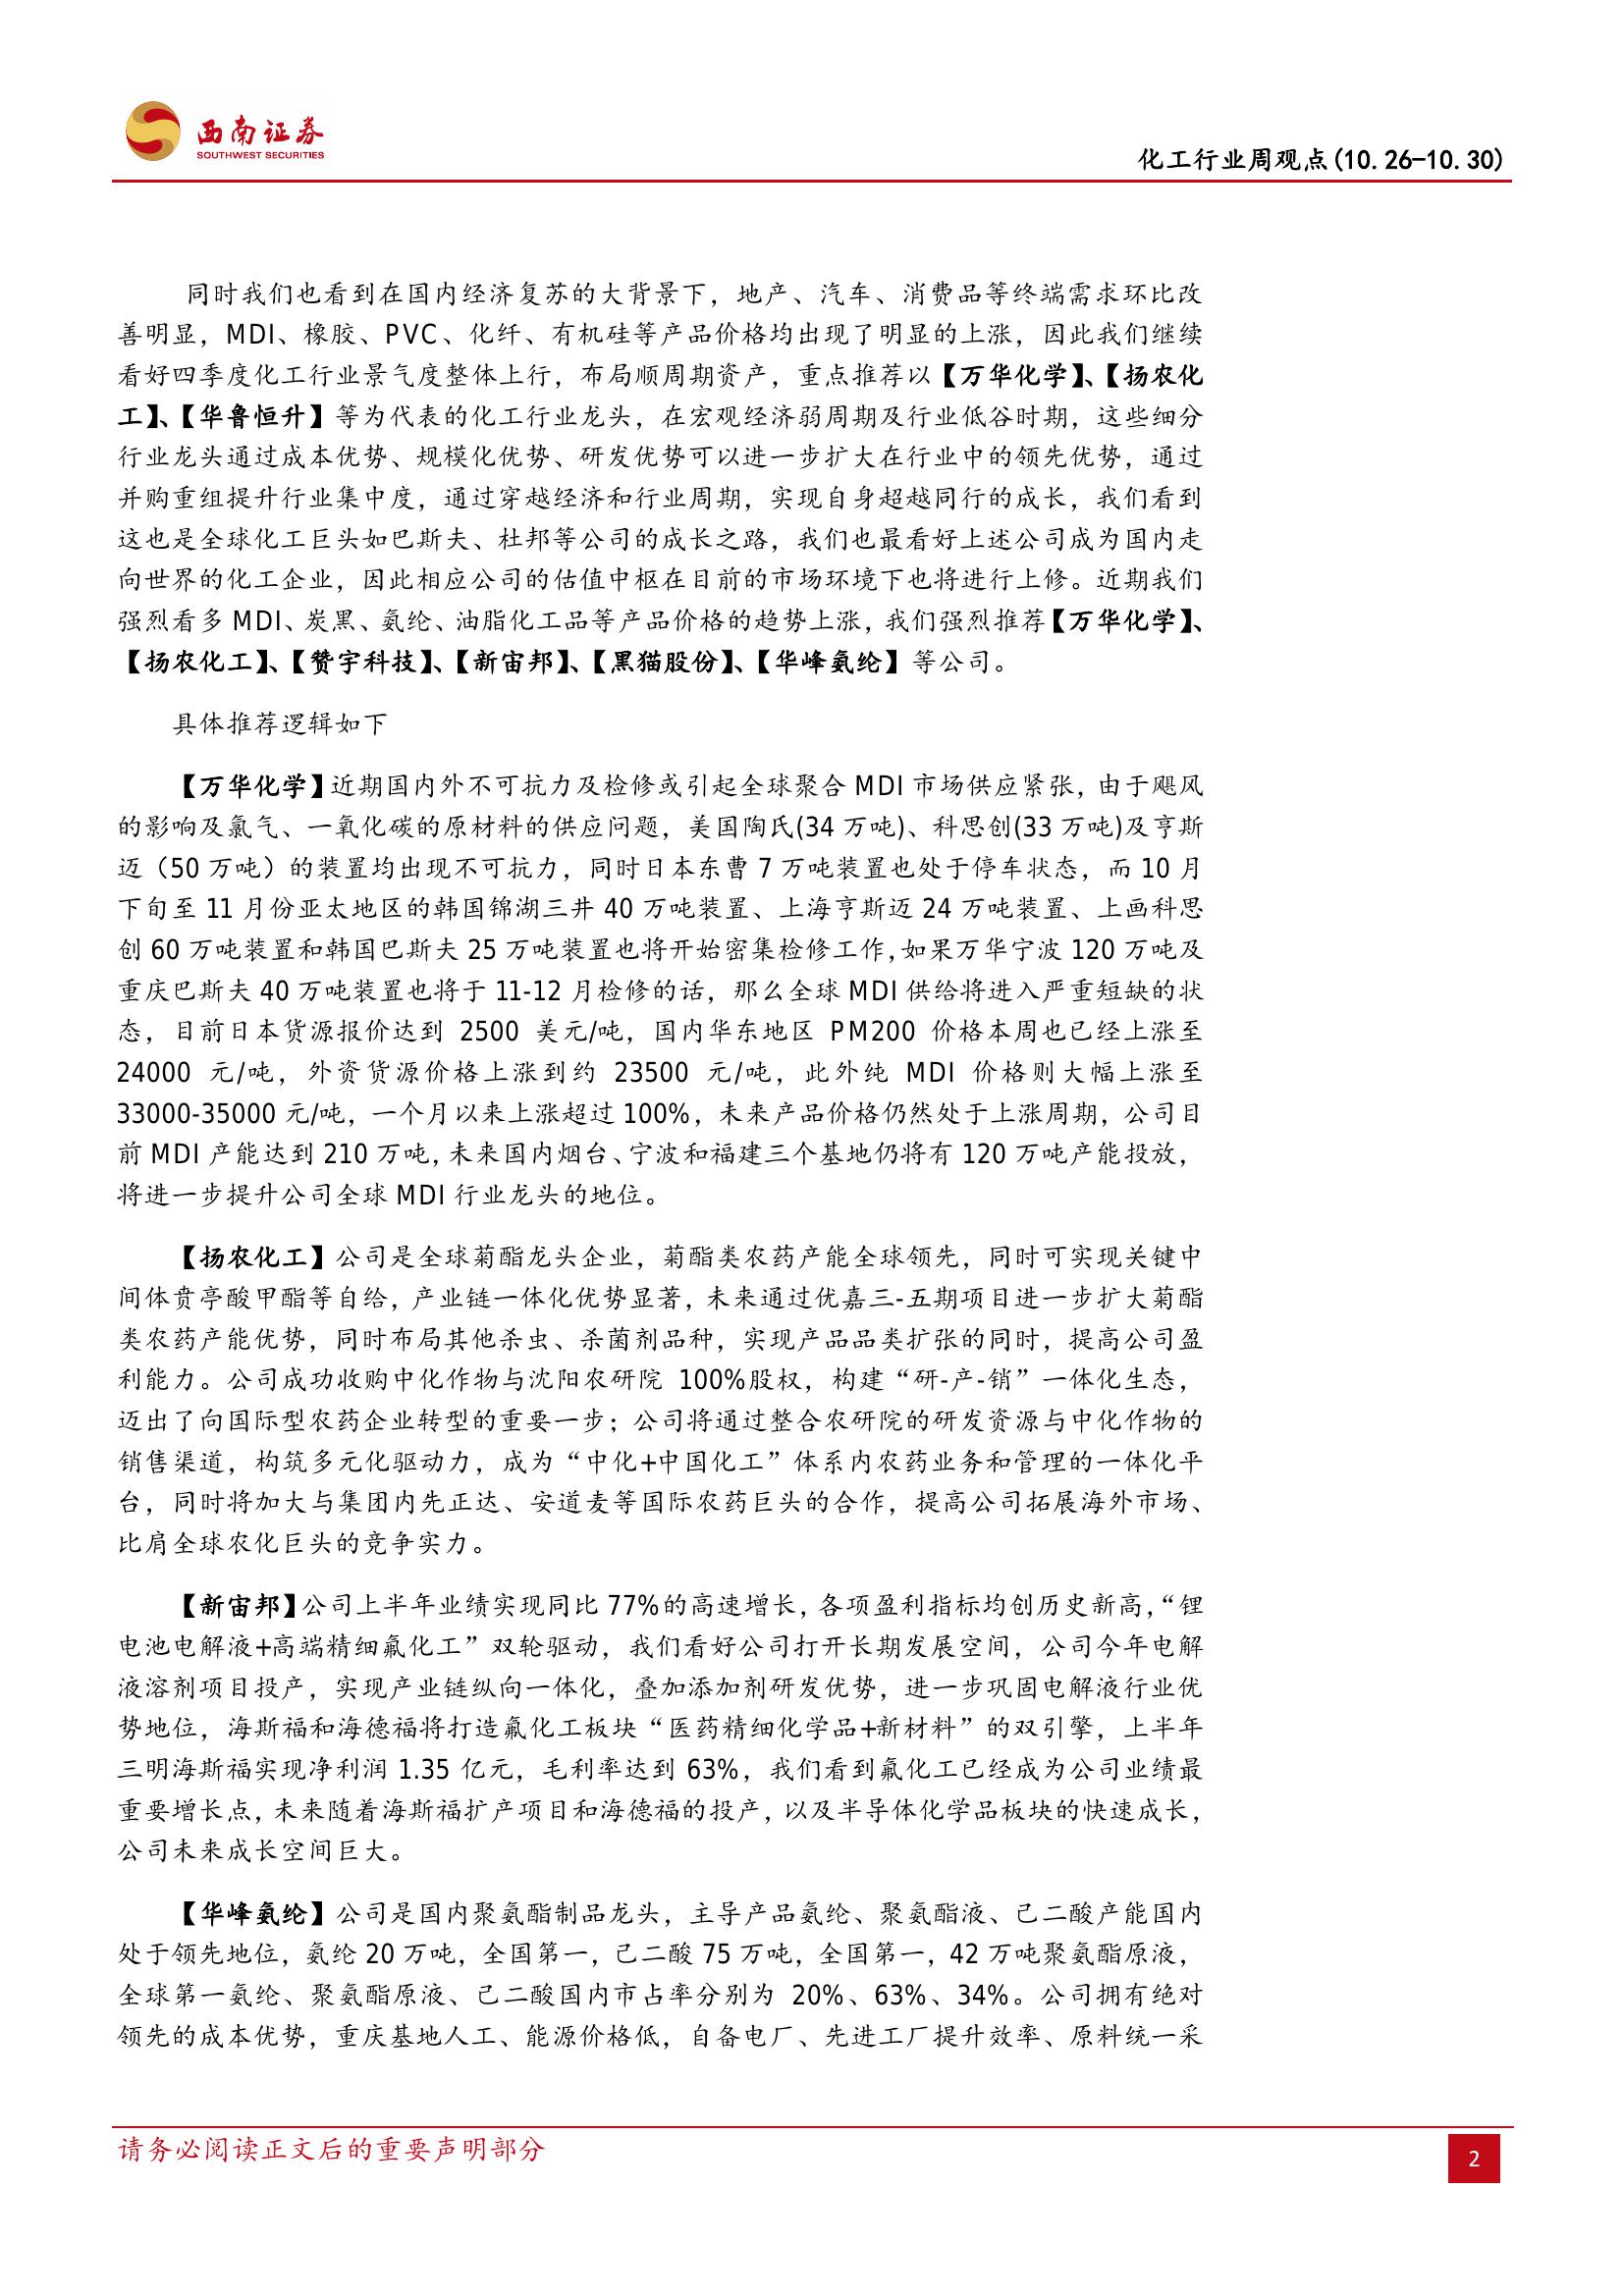 西南证券
SOUTHWEST SECURITIES
化工行业周观点(10.26-10.30)
同时我们也看到在国内经济复苏的大背景下，地产、汽车、消费品等终端需求环比改
善明显，MDI、橡胶、PVC、化纤、有机硅等产品价格均出现了明显的上涨，因此我们继续
看好四季度化工行业景气度整体上行，布局顺周期资产，重点推荐以【万华化学】、【扬农化
工】、【华鲁恒升】等为代表的化工行业龙头，在宏观经济弱周期及行业低谷时期，这些细分
行业龙头通过成本优势、规模化优势、研发优势可以进一步扩大在行业中的领先优势，通过
并购重组提升行业集中度，通过穿越经济和行业周期，实现自身超越同行的成长，我们看到
这也是全球化工巨头如巴斯夫、杜邦等公司的成长之路，我们也最看好上述公司成为国内走
向世界的化工企业，因此相应公司的估值中枢在目前的市场环境下也将进行上修。近期我们
强烈看多 MDI、炭黑、氨纶、油脂化工品等产品价格的趋势上涨，我们强烈推荐【万华化学】、
【扬农化工】、【赞宇科技】、【新宙邦】、【黑猫股份】、【华峰氨纶】等公司。
具体推荐逻辑如下
【万华化学】近期国内外不可抗力及检修或引起全球聚合 MDI 市场供应紧张，由于飓风
的影响及氯气、一氧化碳的原材料的供应问题，美国陶氏(34 万吨)、科思创(33 万吨)及亨斯
迈（50 万吨）的装置均出现不可抗力，同时日本东曹 7 万吨装置也处于停车状态，而 10 月
下旬至 11 月份亚太地区的韩国锦湖三井 40 万吨装置、上海亨斯迈 24 万吨装置、上画科思
创 60 万吨装置和韩国巴斯夫 25 万吨装置也将开始密集检修工作，如果万华宁波 120 万吨及
重庆巴斯夫 40 万吨装置也将于 11-12 月检修的话，那么全球 MDI 供给将进入严重短缺的状
态，目前日本货源报价达到 2500 美元/吨，国内华东地区 PM200 价格本周也已经上涨至
24000 元/吨，外资货源价格上涨到约 23500 元/吨，此外纯 MDI 价格则大幅上涨至
33000-35000 元/吨，一个月以来上涨超过 100%，未来产品价格仍然处于上涨周期，公司目
前 MDI 产能达到 210 万吨，未来国内烟台、宁波和福建三个基地仍将有 120 万吨产能投放，
将进一步提升公司全球 MDI 行业龙头的地位。
【扬农化工】公司是全球菊酯龙头企业，菊酯类农药产能全球领先，同时可实现关键中
间体贲亭酸甲酯等自给，产业链一体化优势显著，未来通过优嘉三-五期项目进一步扩大菊酯
类农药产能优势，同时布局其他杀虫、杀菌剂品种，实现产品品类扩张的同时，提高公司盈
利能力。公司成功收购中化作物与沈阳农研院 100%股权，构建“研-产-销”一体化生态，
迈出了向国际型农药企业转型的重要一步；公司将通过整合农研院的研发资源与中化作物的
销售渠道，构筑多元化驱动力，成为“中化+中国化工”体系内农药业务和管理的一体化平
台，同时将加大与集团内先正达、安道麦等国际农药巨头的合作，提高公司拓展海外市场、
比肩全球农化巨头的竞争实力。
【新宙邦】公司上半年业绩实现同比 77%的高速增长，各项盈利指标均创历史新高，“锂
电池电解液+高端精细氟化工”双轮驱动，我们看好公司打开长期发展空间，公司今年电解
液溶剂项目投产，实现产业链纵向一体化，叠加添加剂研发优势，进一步巩固电解液行业优
势地位，海斯福和海德福将打造氟化工板块“医药精细化学品+新材料”的双引擎，上半年
三明海斯福实现净利润 1.35 亿元，毛利率达到 63%，我们看到氟化工已经成为公司业绩最
重要增长点，未来随着海斯福扩产项目和海德福的投产，以及半导体化学品板块的快速成长，
公司未来成长空间巨大。
【华峰氨纶】公司是国内聚氨酯制品龙头，主导产品氨纶、聚氨酯液、己二酸产能国内
处于领先地位，氨纶 20 万吨，全国第一，己二酸 75 万吨，全国第一，42 万吨聚氨酯原液，
全球第一氨纶、聚氨酯原液、己二酸国内市占率分别为 20%、63%、34%。公司拥有绝对
领先的成本优势，重庆基地人工、能源价格低，自备电厂、先进工厂提升效率、原料统一采
请务必阅读正文后的重要声明部分
2